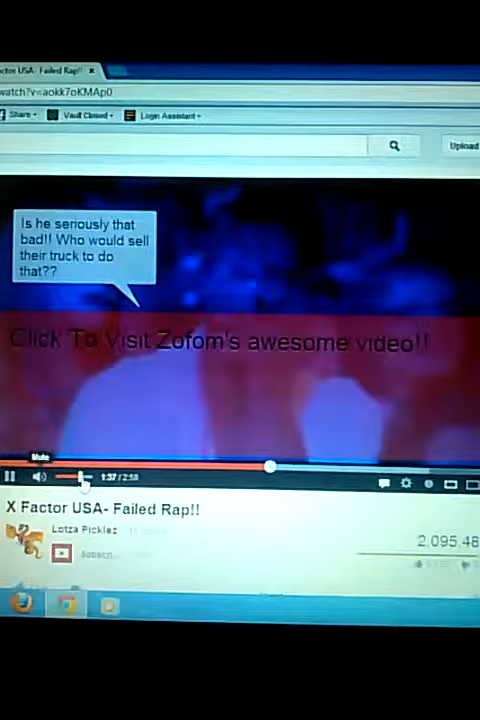 ctor USA- Failed Rap!! ×
watch?v=aokk7oKMAp0
Share Vault Closed Login Assistant
Upload
Is he seriously that
bad!! Who would sell
their truck to do
that??
Click To Visit Zofom's awesome video!!
Mute
1:37 / 2:58
X Factor USA- Failed Rap!!
Lotza Picklez
Subscri...
2,095,48